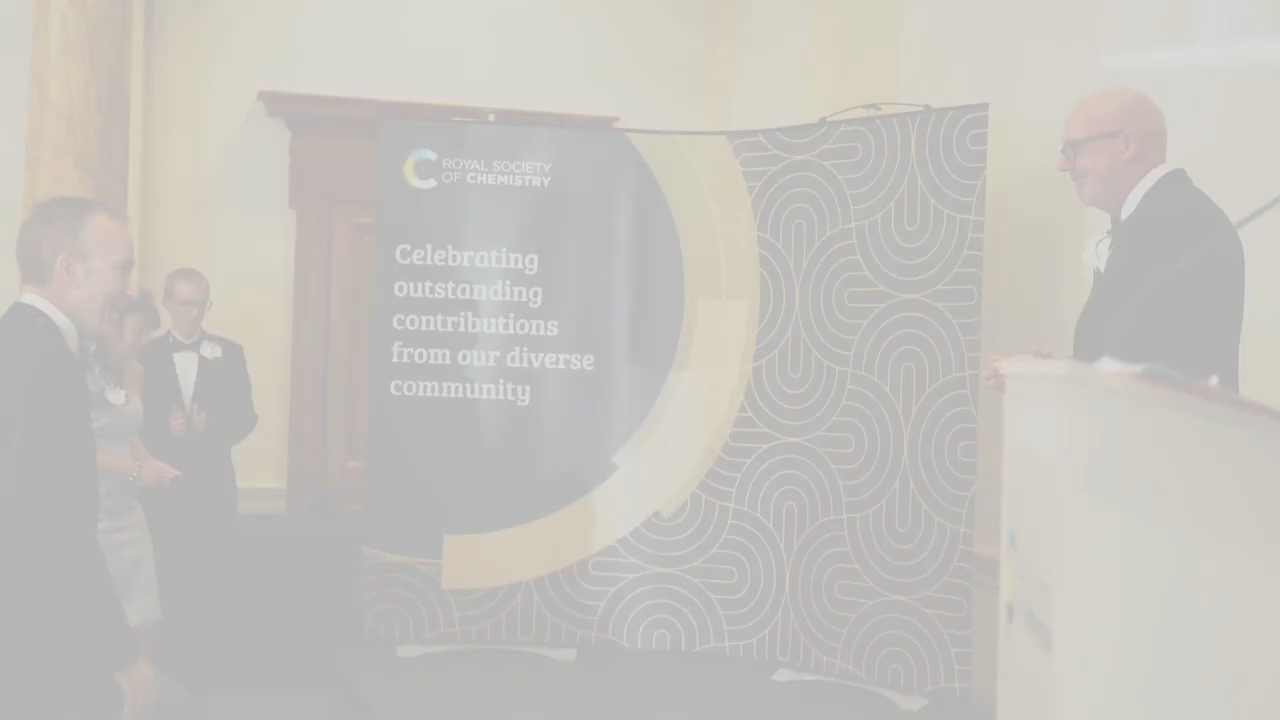 ROYAL SOCIETY
OF CHEMISTRY
Celebrating
outstanding
contributions
from our diverse
community